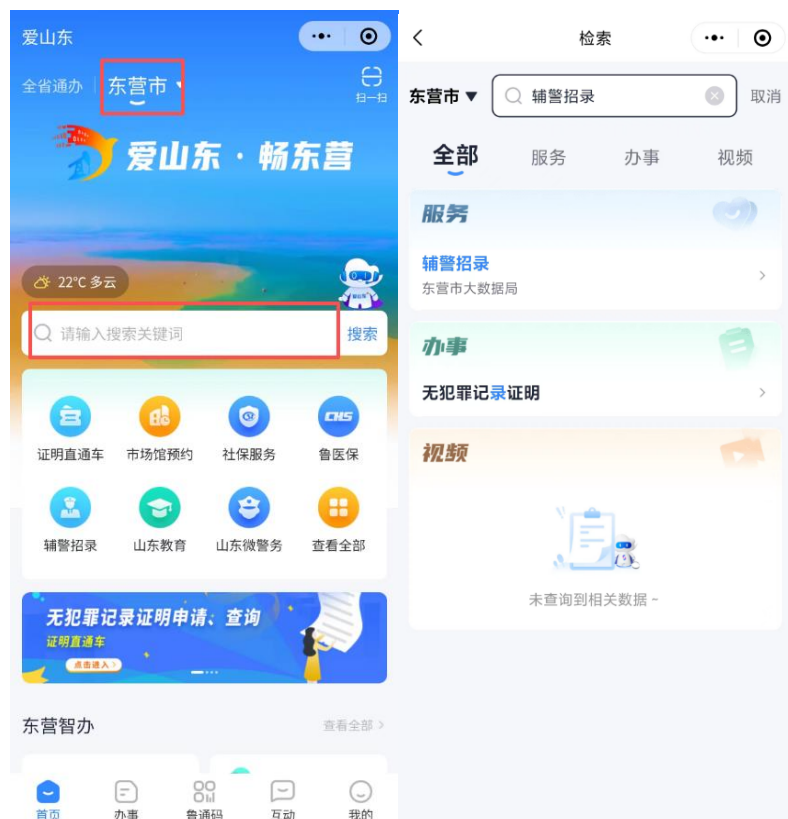 爱山东
全省通办
东营市
扫一扫
爱山东·畅东营
22℃ 多云
请输入搜索关键词
搜索
CHS
证明直通车
市场馆预约
社保服务
鲁医保
辅警招录
山东教育
山东微警务
查看全部
无犯罪记录证明申请、查询
证明直通车
点击进入
东营智办
查看全部
首页
办事
鲁通码
互动
我的
检索
东营市
辅警招录
取消
全部
服务
办事
视频
服务
辅警招录
东营市大数据局
办事
无犯罪记录证明
视频
未查询到相关数据 ~